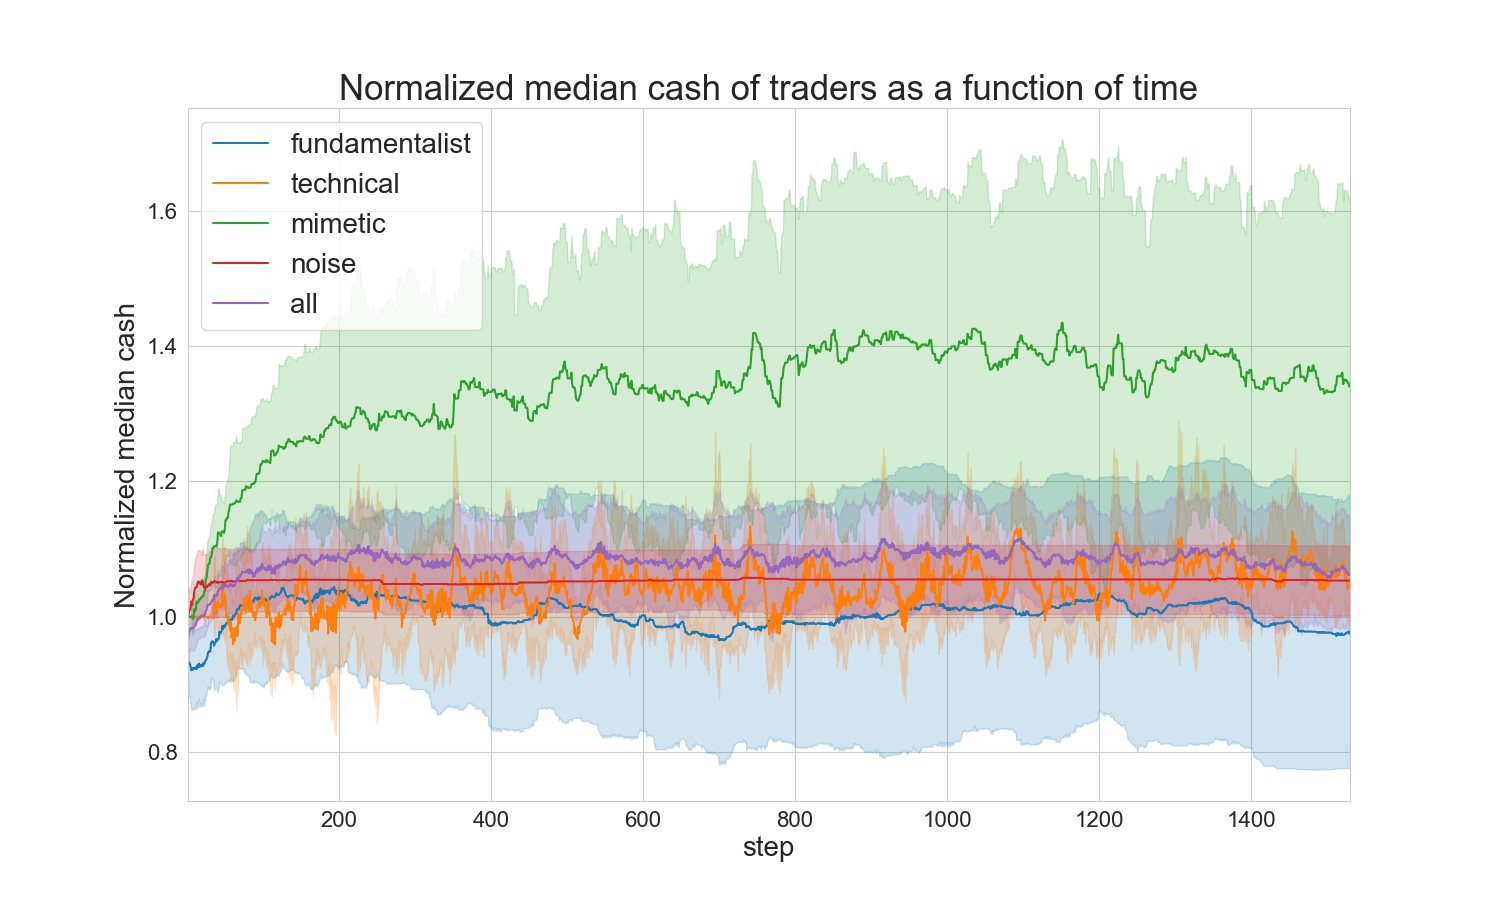 Normalized median cash of traders as a function of time
fundamentalist
technical
mimetic
noise
all
Normalized median cash
1.6
1.4
1.2
1.0
0.8
200 400 600 800 1000 1200 1400
step